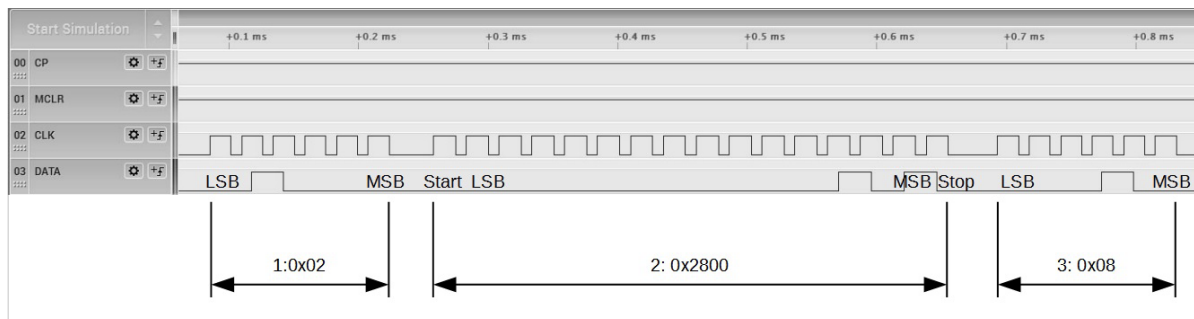 Start Simulation
+0.1 ms +0.2 ms +0.3 ms +0.4 ms +0.5 ms +0.6 ms +0.7 ms +0.8 ms
00 CP
01 MCLR
02 CLK
03 DATA
LSB MSB Start LSB MSB Stop LSB MSB
1:0x02 2: 0x2800 3: 0x08